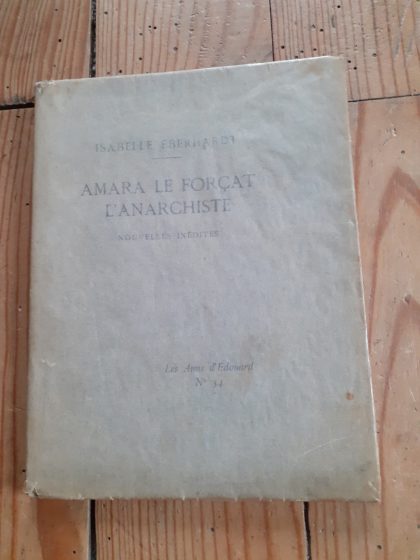 ISABELLE EBERHARDT
AMARA LE FORÇAT
L'ANARCHISTE
NOUVELLES INÉDITES
Les Amis d'Edouard
N° 34